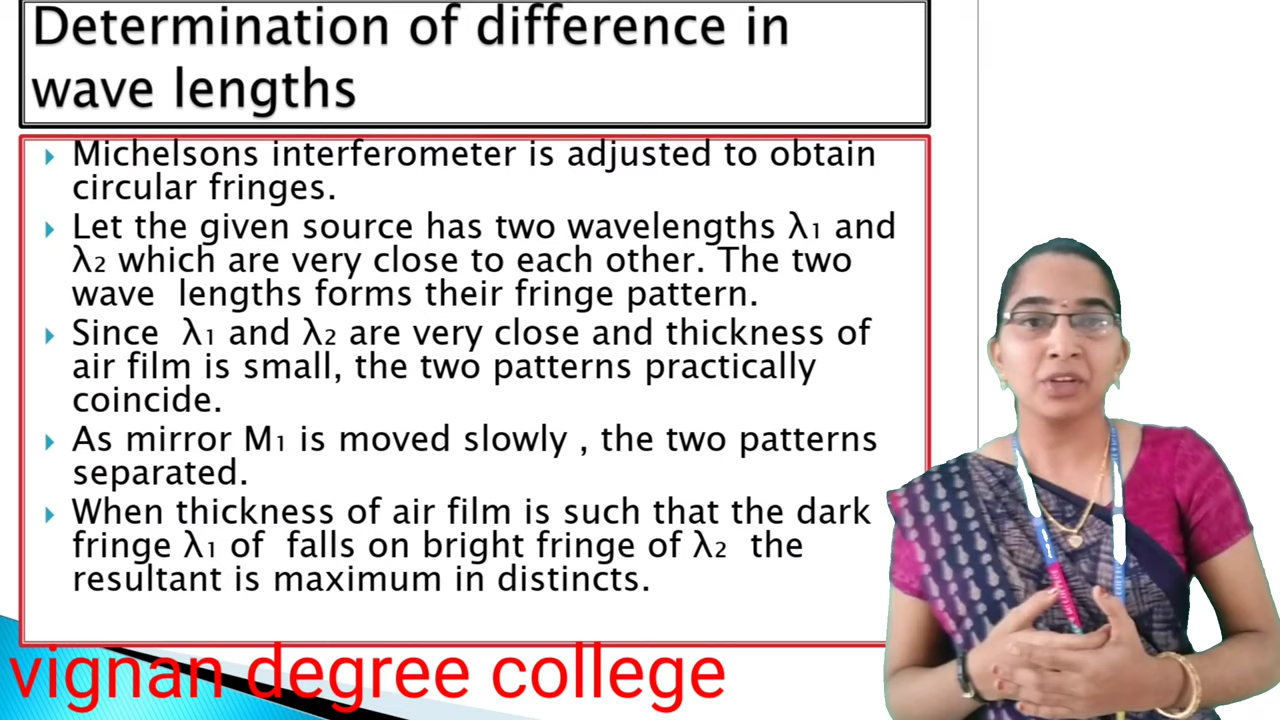 Determination of difference in
wave lengths
Michelsons interferometer is adjusted to obtain
circular fringes.
Let the given source has two wavelengths λ₁ and
λ₂ which are very close to each other. The two
wave lengths forms their fringe pattern.
Since λ₁ and λ₂ are very close and thickness of
air film is small, the two patterns practically
coincide.
As mirror M₁ is moved slowly , the two patterns
separated.
When thickness of air film is such that the dark
fringe λ₁ of falls on bright fringe of λ₂ the
resultant is maximum in distincts.
vignan degree college